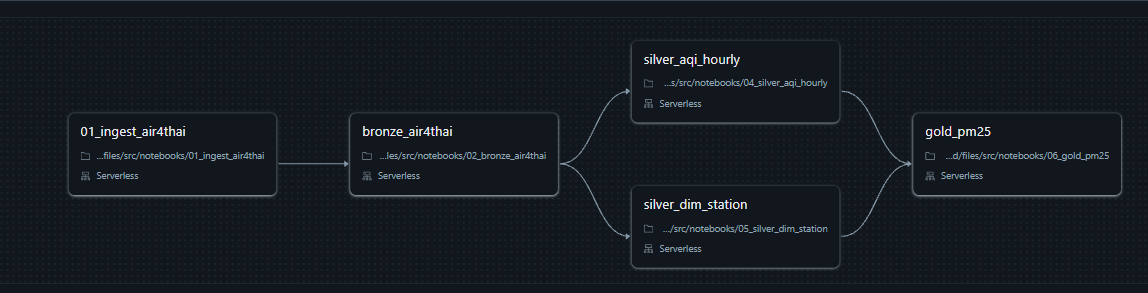 01_ingest_air4thai
...files/src/notebooks/01_ingest_air4thai
Serverless
bronze_air4thai
...les/src/notebooks/02_bronze_air4thai
Serverless
silver_aqi_hourly
...s/src/notebooks/04_silver_aqi_hourly
Serverless
silver_dim_station
.../src/notebooks/05_silver_dim_station
Serverless
gold_pm25
...d/files/src/notebooks/06_gold_pm25
Serverless